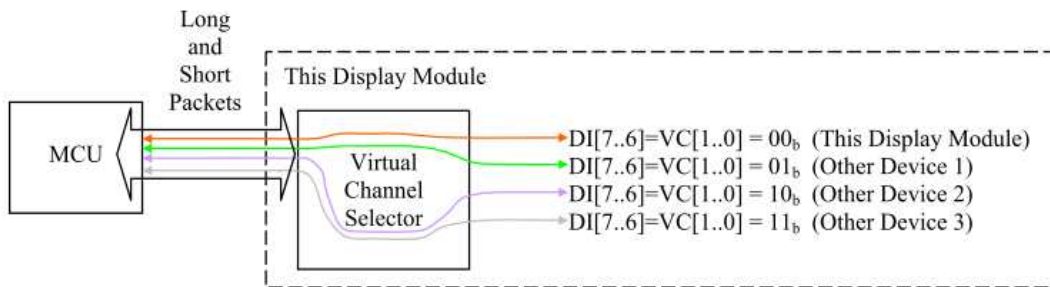 Long
and
Short
Packets
This Display Module
MCU
Virtual
Channel
Selector
DI[7..6]=VC[1..0] = 00b (This Display Module)
DI[7..6]=VC[1..0] = 01b (Other Device 1)
DI[7..6]=VC[1..0] = 10b (Other Device 2)
DI[7..6]=VC[1..0] = 11b (Other Device 3)